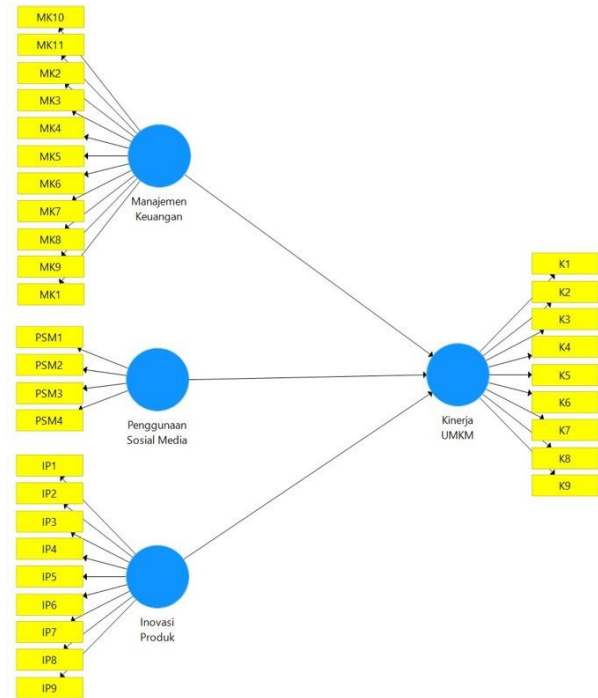 MK10
MK11
MK2
MK3
MK4
MK5
MK6
MK7
MK8
MK9
MK1
Manajemen
Keuangan
PSM1
PSM2
PSM3
PSM4
Penggunaan
Sosial Media
IP1
IP2
IP3
IP4
IP5
IP6
IP7
IP8
IP9
Inovasi
Produk
Kinerja
UMKM
K1
K2
K3
K4
K5
K6
K7
K8
K9